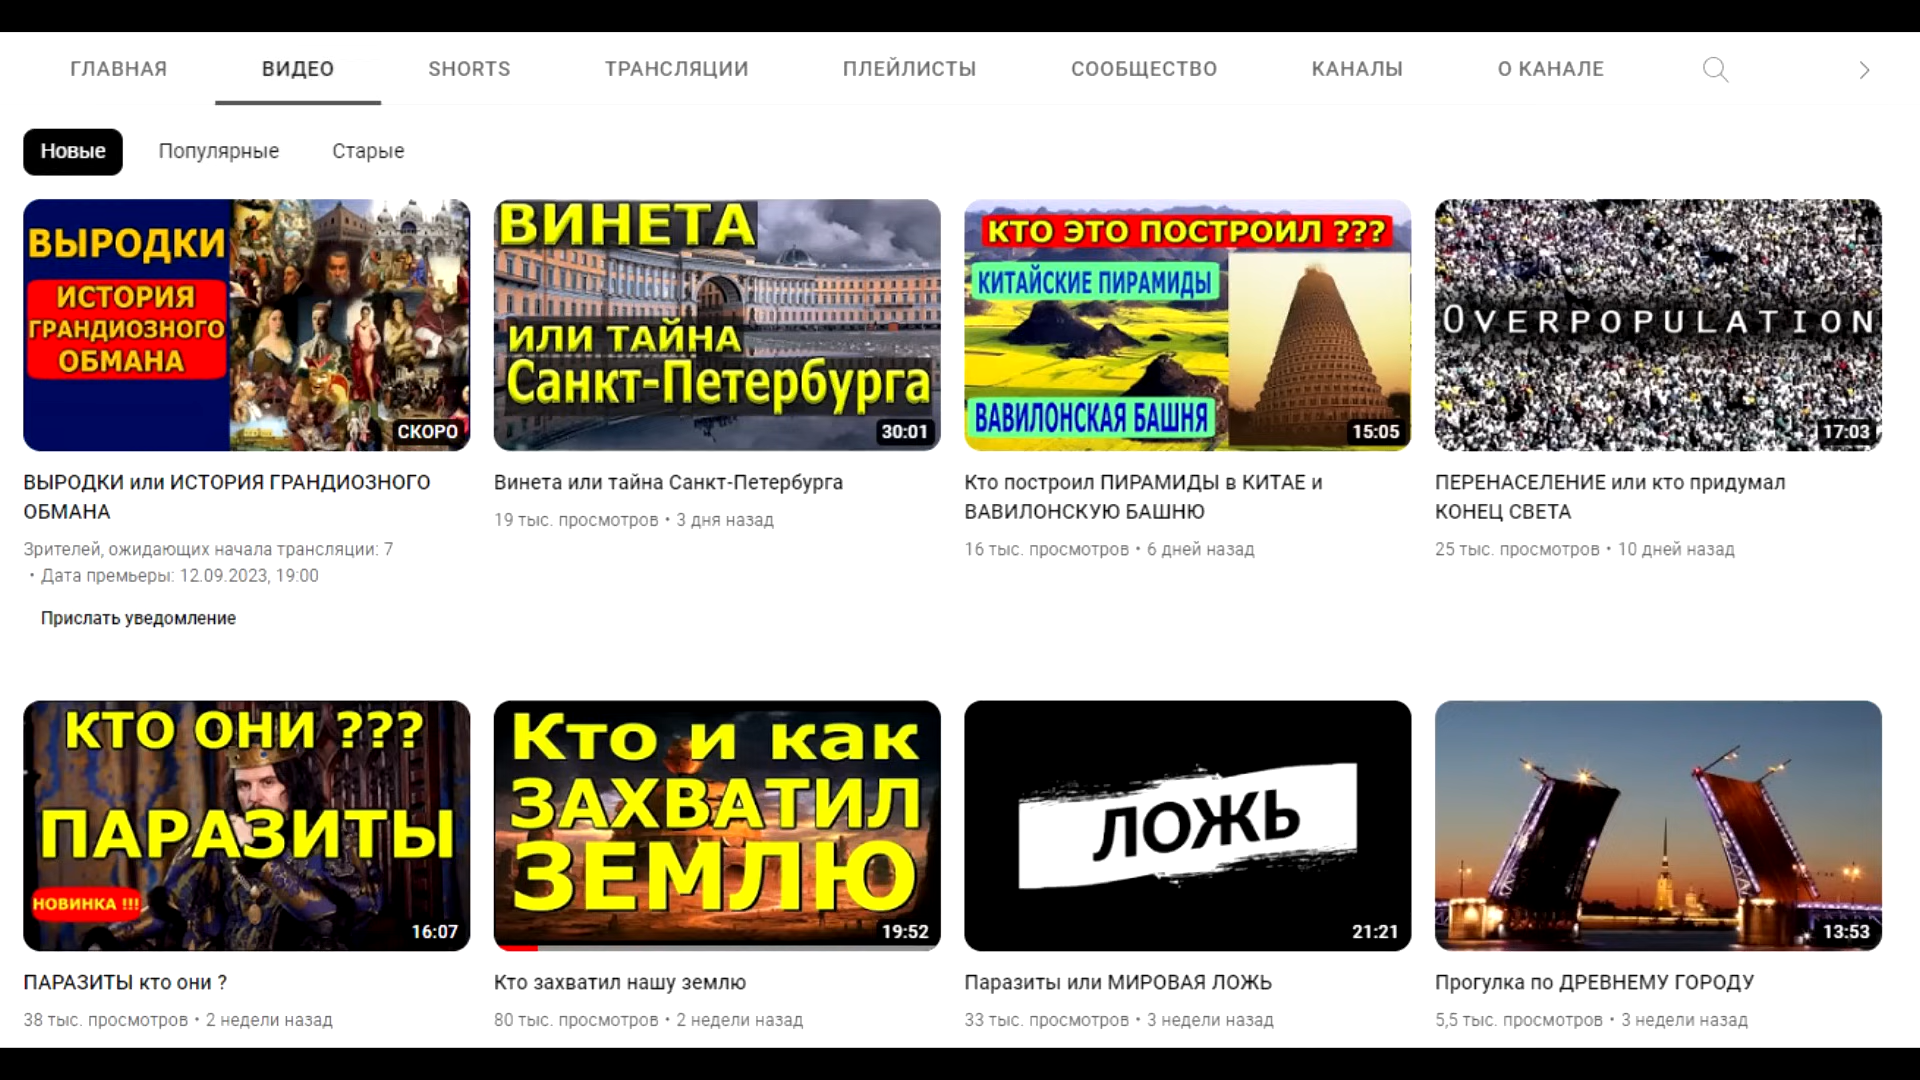 ГЛАВНАЯ
ВИДЕО
SHORTS
ТРАНСЛЯЦИИ
ПЛЕЙЛИСТЫ
СООБЩЕСТВО
КАНАЛЫ
О КАНАЛЕ
Новые
Популярные
Старые
ВЫРОДКИ
ИСТОРИЯ
ГРАНДИОЗНОГО
ОБМАНА
СКОРО
ВЫРОДКИ или ИСТОРИЯ ГРАНДИОЗНОГО
ОБМАНА
Зрителей, ожидающих начала трансляции: 7
• Дата премьеры: 12.09.2023, 19:00
Прислать уведомление
ВИНЕТА
ИЛИ ТАЙНА
Санкт-Петербурга
30:01
Винета или тайна Санкт-Петербурга
19 тыс. просмотров • 3 дня назад
КТО ЭТО ПОСТРОИЛ ???
КИТАЙСКИЕ ПИРАМИДЫ
ВАВИЛОНСКАЯ БАШНЯ
15:05
Кто построил ПИРАМИДЫ в КИТАЕ и
ВАВИЛОНСКУЮ БАШНЮ
16 тыс. просмотров • 6 дней назад
OVERPOPULATION
17:03
ПЕРЕНАСЕЛЕНИЕ или кто придумал
КОНЕЦ СВЕТА
25 тыс. просмотров • 10 дней назад
КТО ОНИ ???
ПАРАЗИТЫ
НОВИНКА !!!
16:07
ПАРАЗИТЫ кто они ?
38 тыс. просмотров • 2 недели назад
Кто и как
ЗАХВАТИЛ
ЗЕМЛЮ
19:52
Кто захватил нашу землю
80 тыс. просмотров • 2 недели назад
ЛОЖЬ
21:21
Паразиты или МИРОВАЯ ЛОЖЬ
33 тыс. просмотров • 3 недели назад
13:53
Прогулка по ДРЕВНЕМУ ГОРОДУ
5,5 тыс. просмотров • 3 недели назад